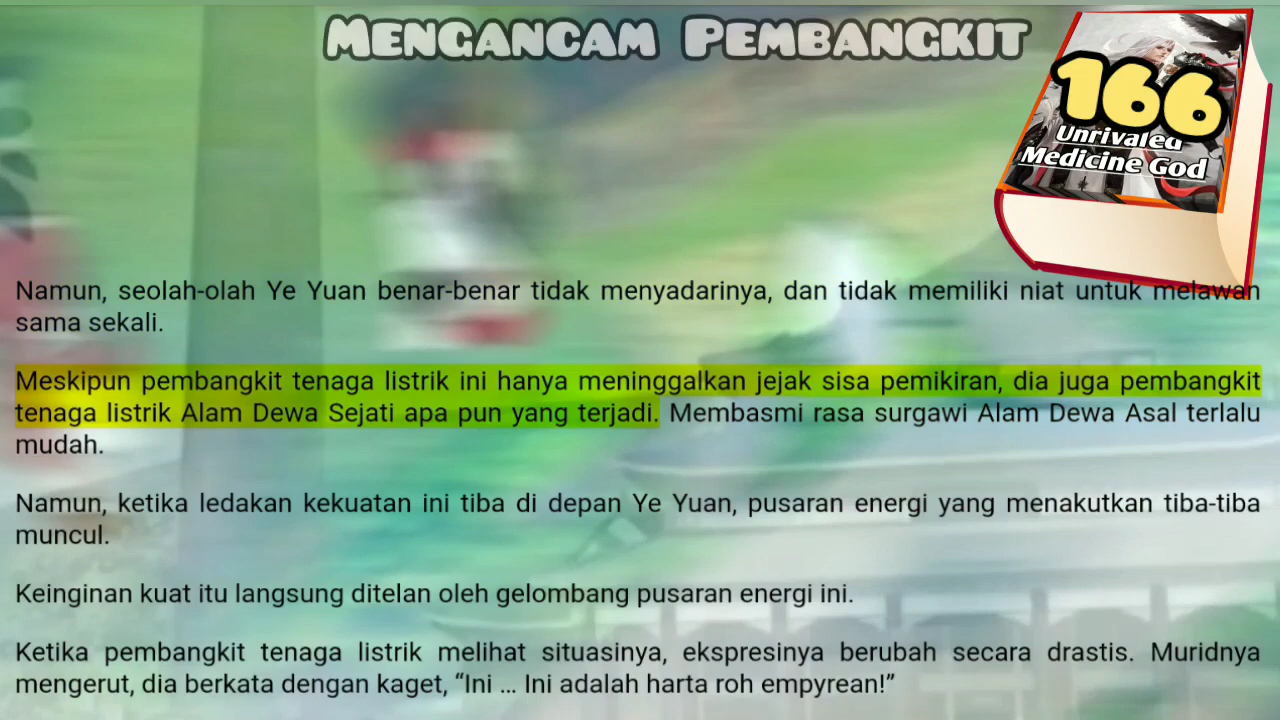 MENGANCAM PEMBANGKIT
166
Unrivaled
Medicine God
Namun, seolah-olah Ye Yuan benar-benar tidak menyadarinya, dan tidak memiliki niat untuk melawan
sama sekali.
Meskipun pembangkit tenaga listrik ini hanya meninggalkan jejak sisa pemikiran, dia juga pembangkit
tenaga listrik Alam Dewa Sejati apa pun yang terjadi. Membasmi rasa surgawi Alam Dewa Asal terlalu
mudah.
Namun, ketika ledakan kekuatan ini tiba di depan Ye Yuan, pusaran energi yang menakutkan tiba-tiba
muncul.
Keinginan kuat itu langsung ditelan oleh gelombang pusaran energi ini.
Ketika pembangkit tenaga listrik melihat situasinya, ekspresinya berubah secara drastis. Muridnya
mengerut, dia berkata dengan kaget, “Ini … Ini adalah harta roh empyrean!”